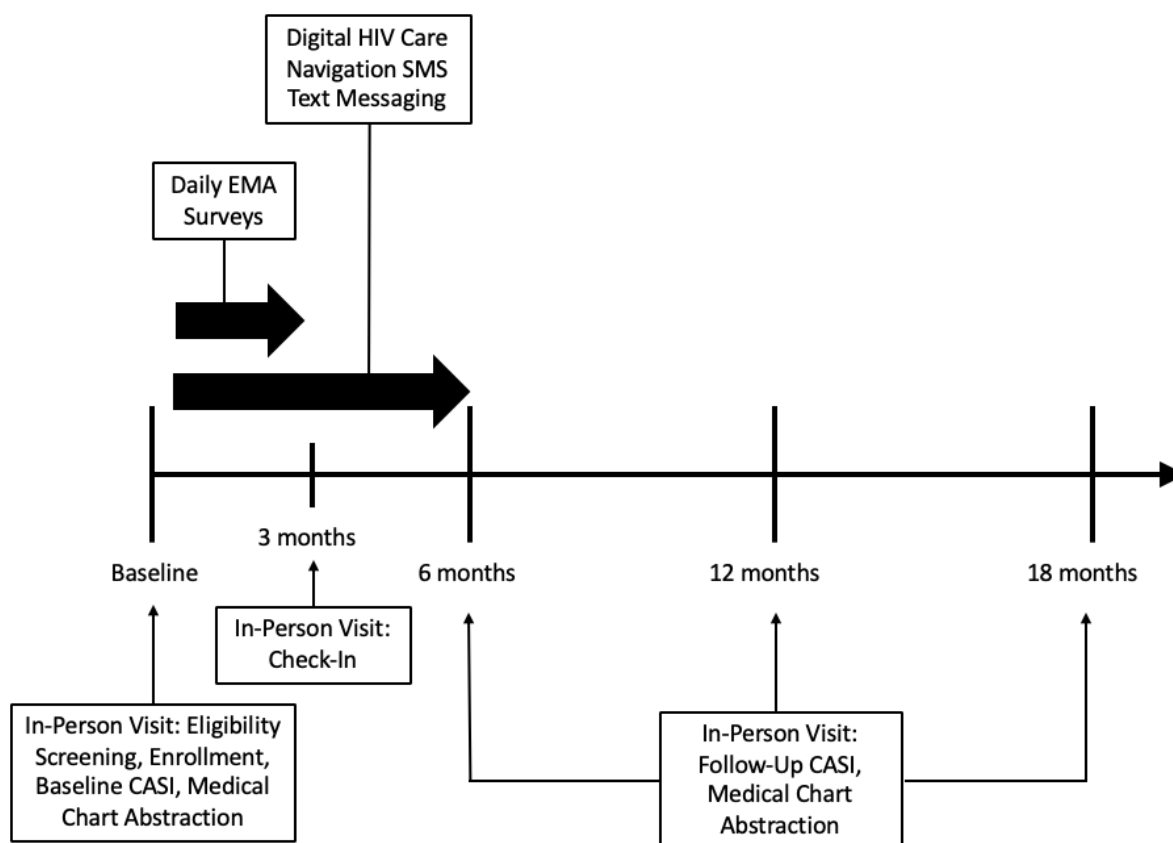 Digital HIV Care
Navigation SMS
Text Messaging
Daily EMA
Surveys
3 months
Baseline
6 months
12 months
18 months
In-Person Visit:
Check-In
In-Person Visit: Eligibility
Screening, Enrollment,
Baseline CASI, Medical
Chart Abstraction
In-Person Visit:
Follow-Up CASI,
Medical Chart
Abstraction